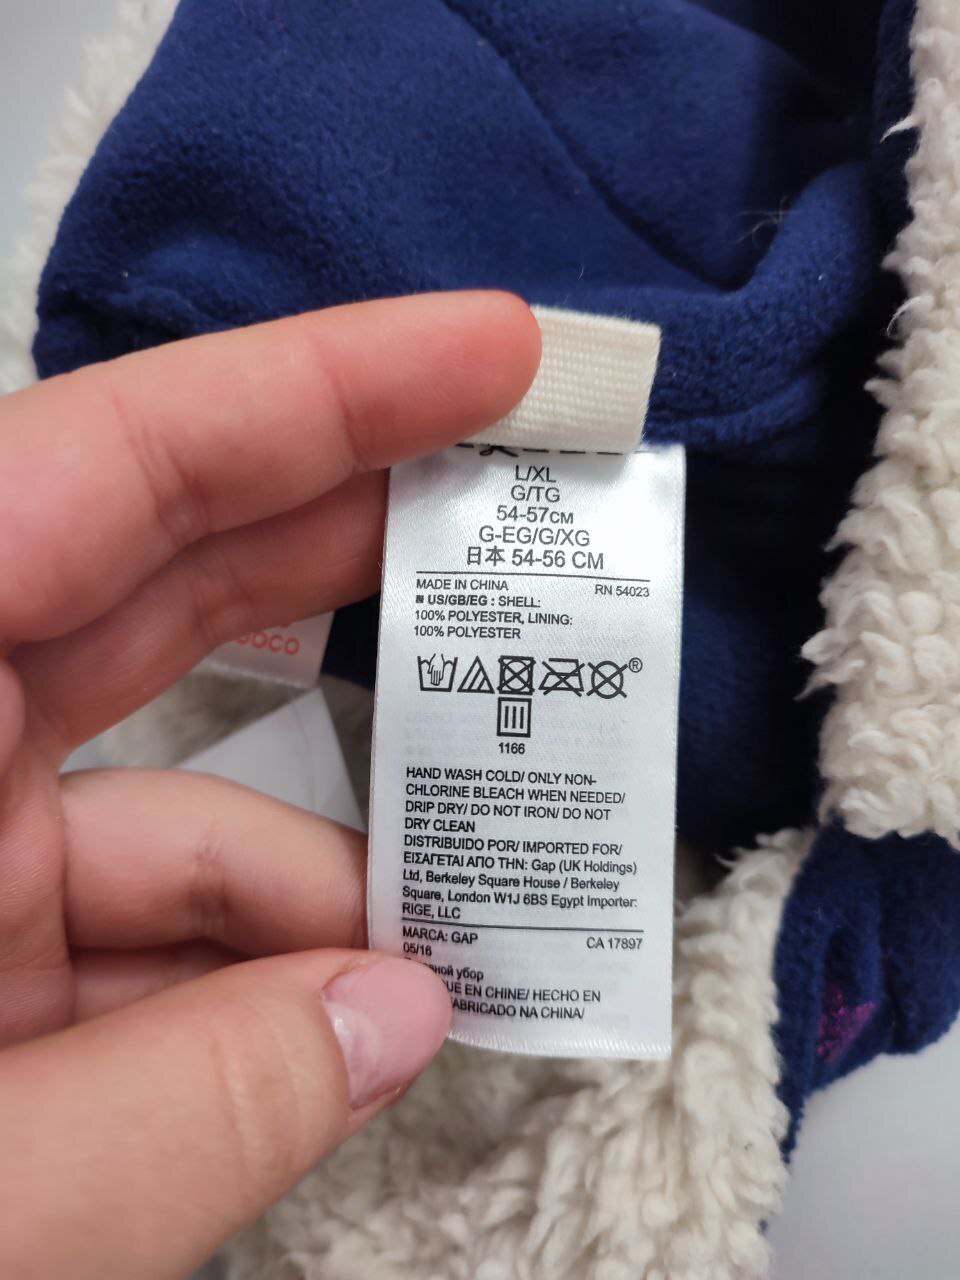 L/XL
G/TG
54-57CM
G-EG/G/XG
日本 54-56 CM
MADE IN CHINA RN 54023
US/GB/EG : SHELL:
100% POLYESTER, LINING:
100% POLYESTER
®
1166
HAND WASH COLD/ ONLY NON-
CHLORINE BLEACH WHEN NEEDED/
DRIP DRY/ DO NOT IRON/ DO NOT
DRY CLEAN
DISTRIBUIDO POR/ IMPORTED FOR/
ΕΙΣΑΓΕΤΑΙ ΑΠΟ ΤΗΝ: Gap (UK Holdings)
Ltd, Berkeley Square House / Berkeley
Square, London W1J 6BS Egypt Importer:
RIGE, LLC
MARCA: GAP CA 17897
05/16
убор
EN CHINE/ HECHO EN
FABRICADO NA CHINA/